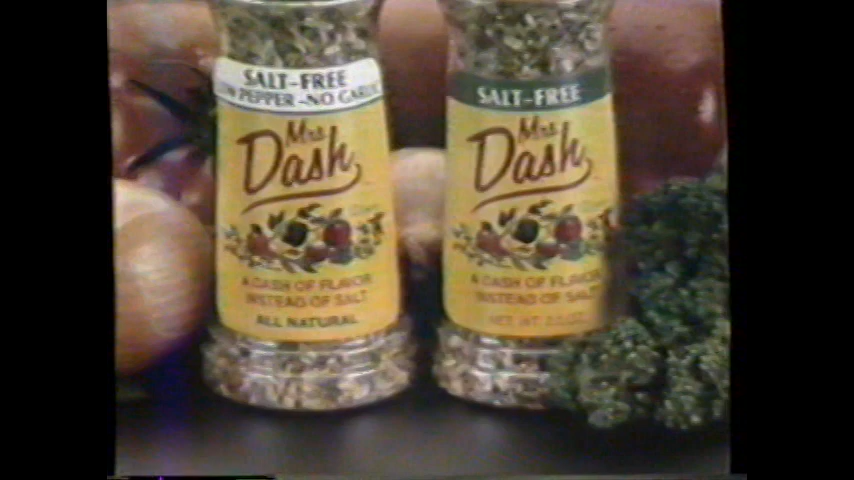 SALT-FREE
PEPPER-NO GARLIC
Mrs.
Dash
A DASH OF FLAVOR
INSTEAD OF SALT
ALL NATURAL
SALT-FREE
Mrs.
Dash
A DASH OF FLAVOR
INSTEAD OF SALT
NET WT.